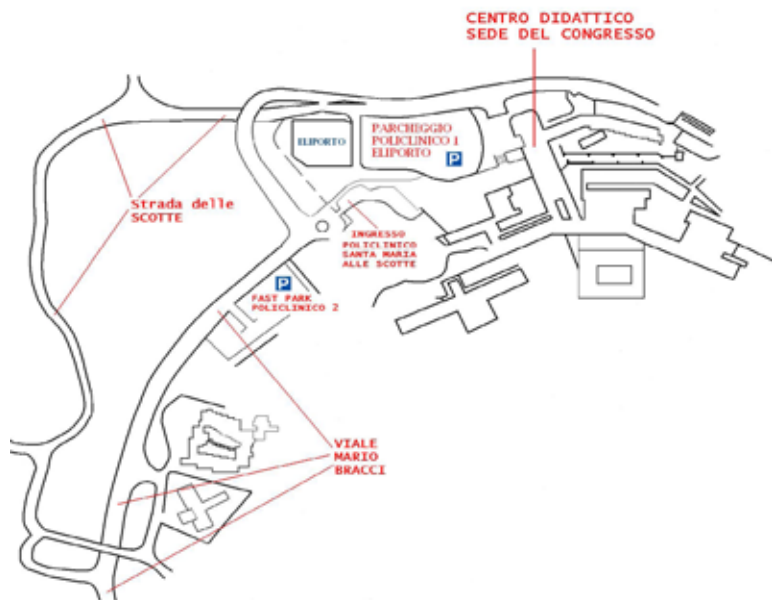 CENTRO DIDATTICO
SEDE DEL CONGRESSO
ELIPORTO
PARCHEGGIO
POLICLINICO 1
ELIPORTO
P
Strada delle
SCOTTE
INGRESSO
POLICLINICO
SANTA MARIA
ALLE SCOTTE
P
FAST PARK
POLICLINICO 2
VIALE
MARIO
BRACCI